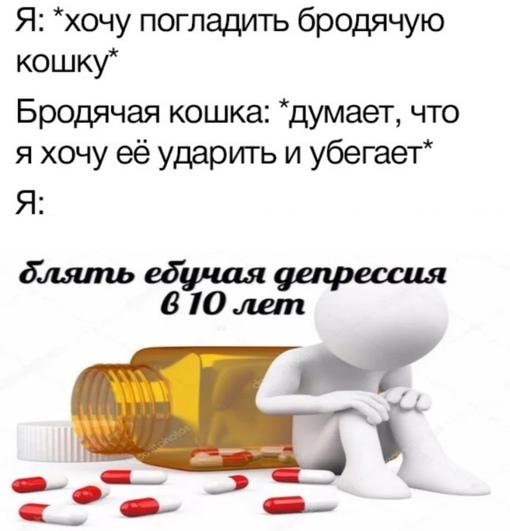 Я: *хочу погладить бродячую
кошку*
Бродячая кошка: *думает, что
я хочу её ударить и убегает*
Я:
блять ебучая депрессия
в 10 лет